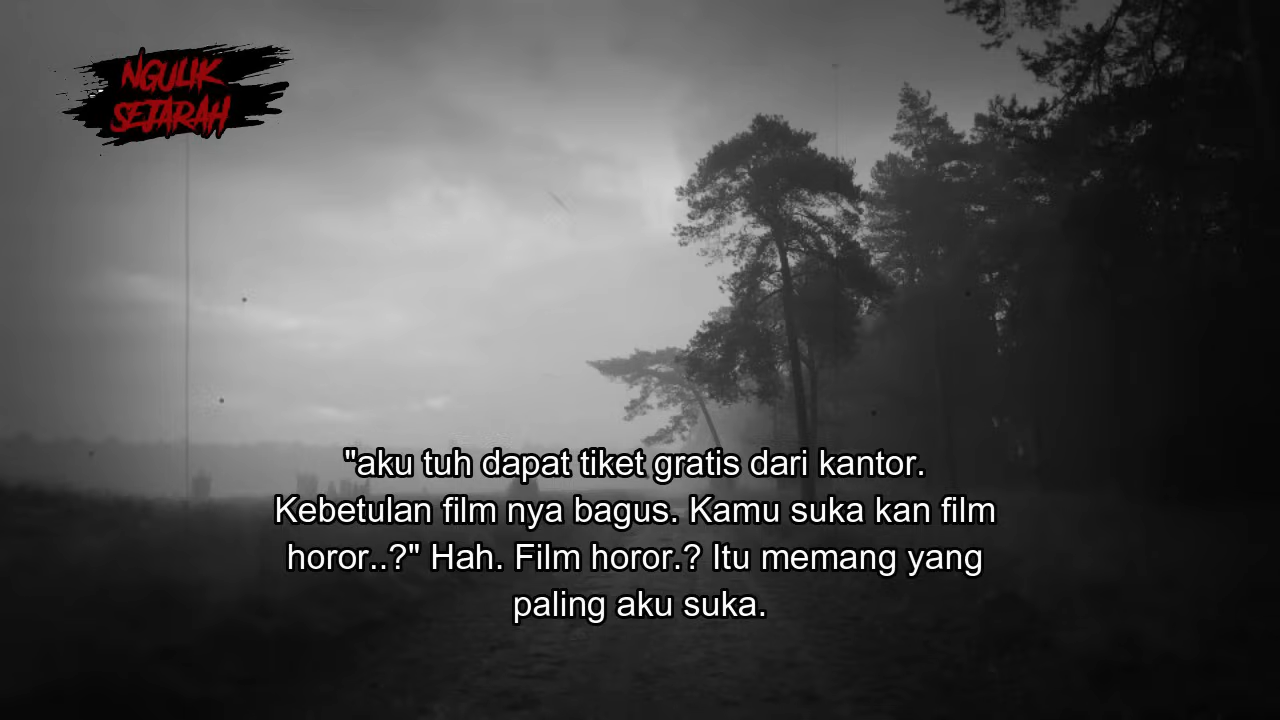 NGULIK
SEJARAH
"aku tuh dapat tiket gratis dari kantor.
Kebetulan film nya bagus. Kamu suka kan film
horor..?" Hah. Film horor.? Itu memang yang
paling aku suka.